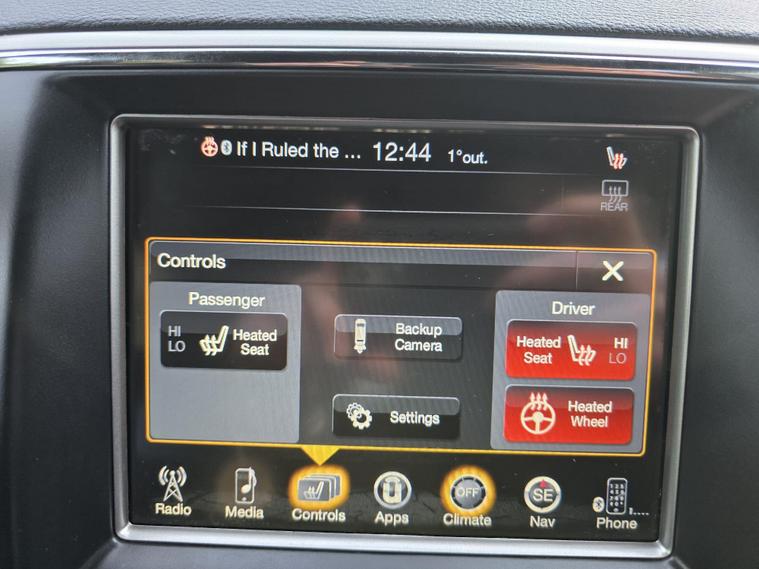 If I Ruled the ... 12:44 1°out.
REAR
Controls
Passenger
HI
LO
Heated
Seat
Backup
Camera
Settings
Driver
Heated
Seat
HI
LO
Heated
Wheel
Radio
Media
Controls
Apps
OFF
Climate
SE
Nav
Phone